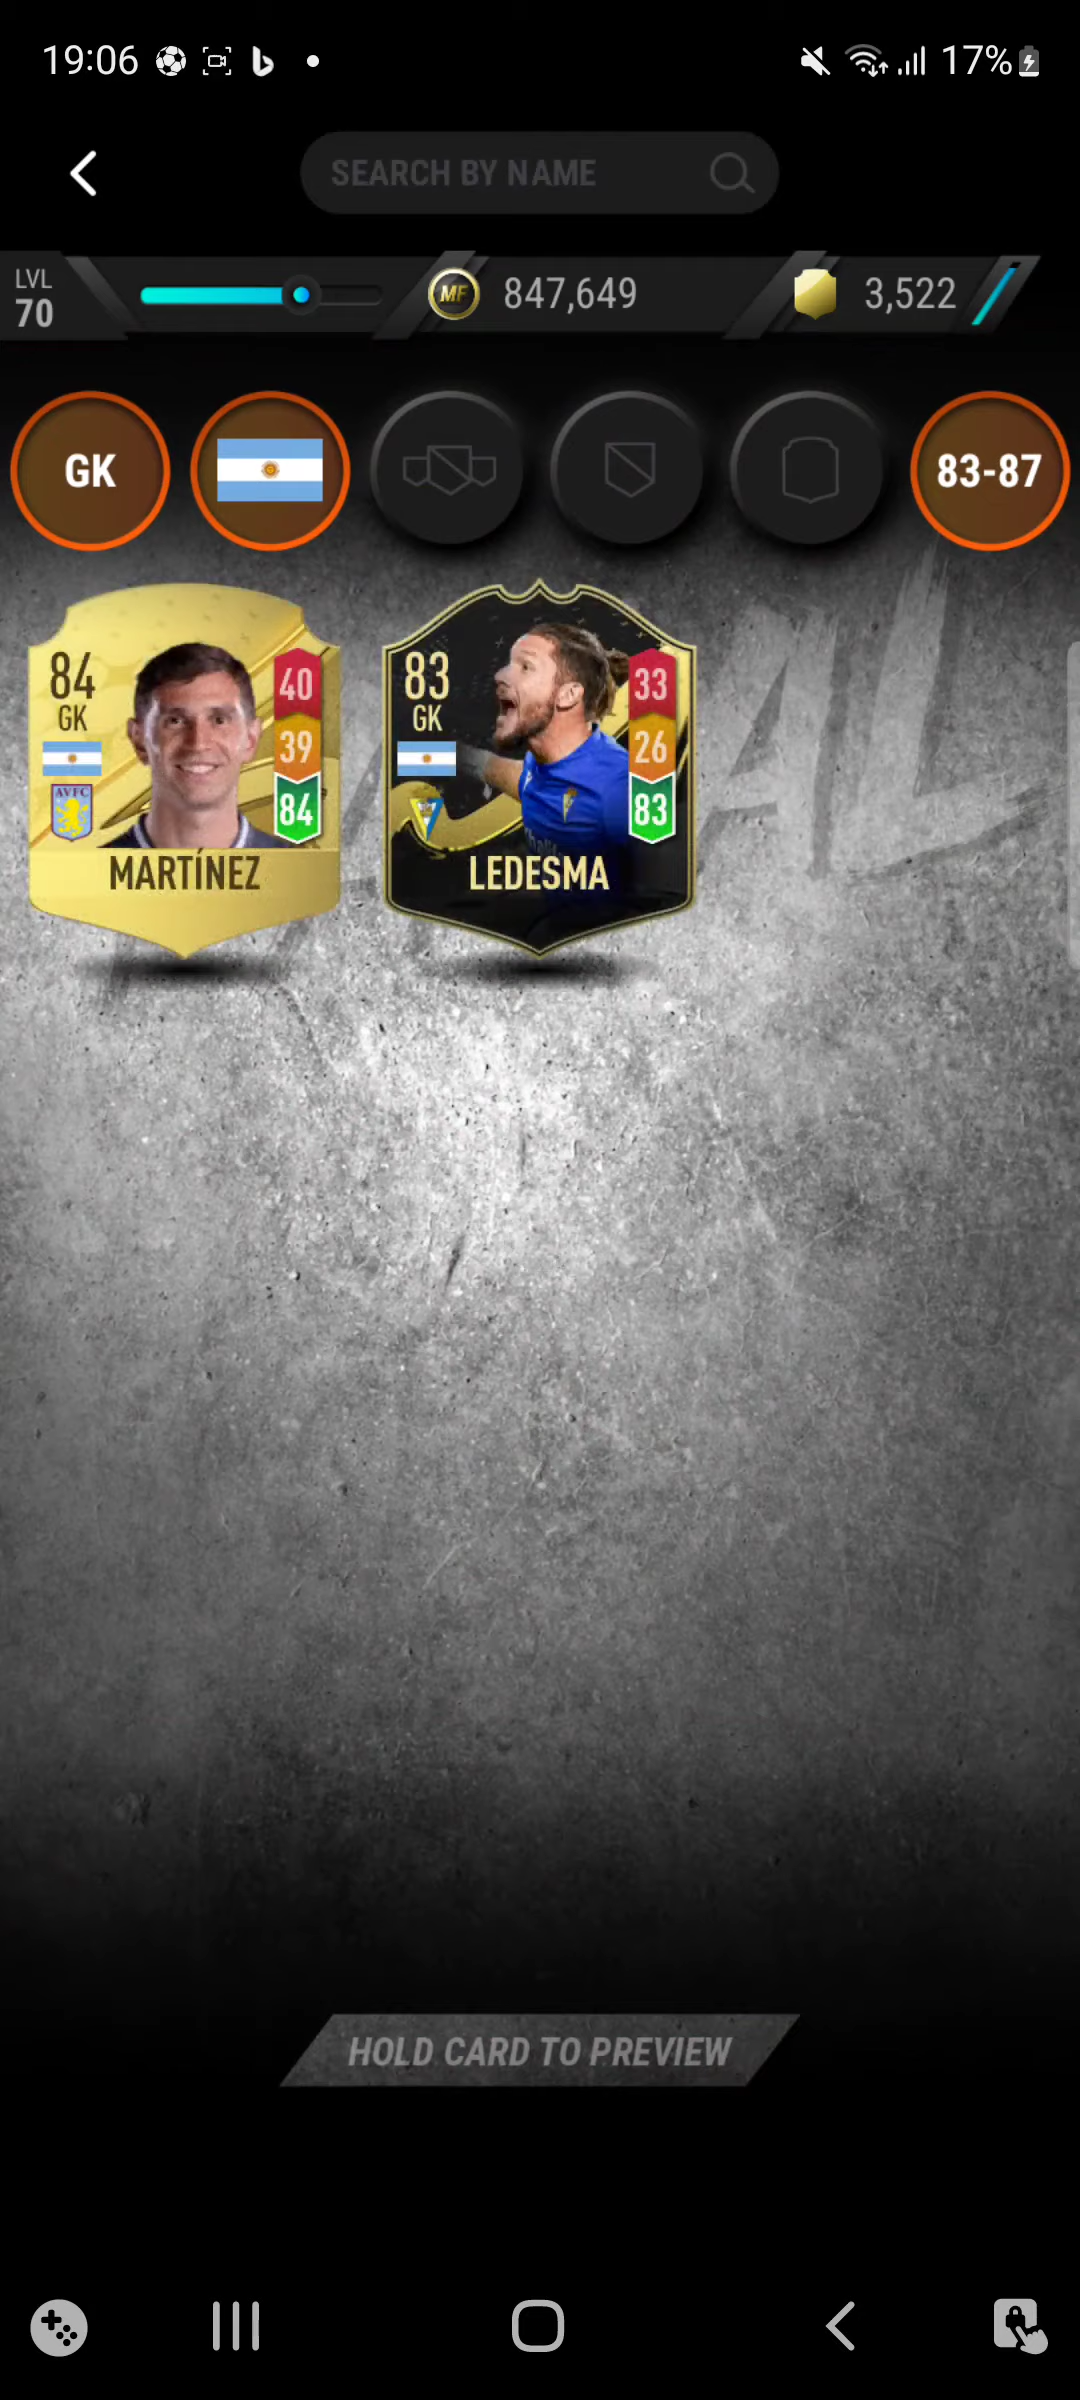 19:06
17%
SEARCH BY NAME
LVL
70
MF
847,649
3,522
GK
83-87
84
GK
AVFC
40
39
84
MARTÍNEZ
83
GK
33
26
83
LEDESMA
HOLD CARD TO PREVIEW